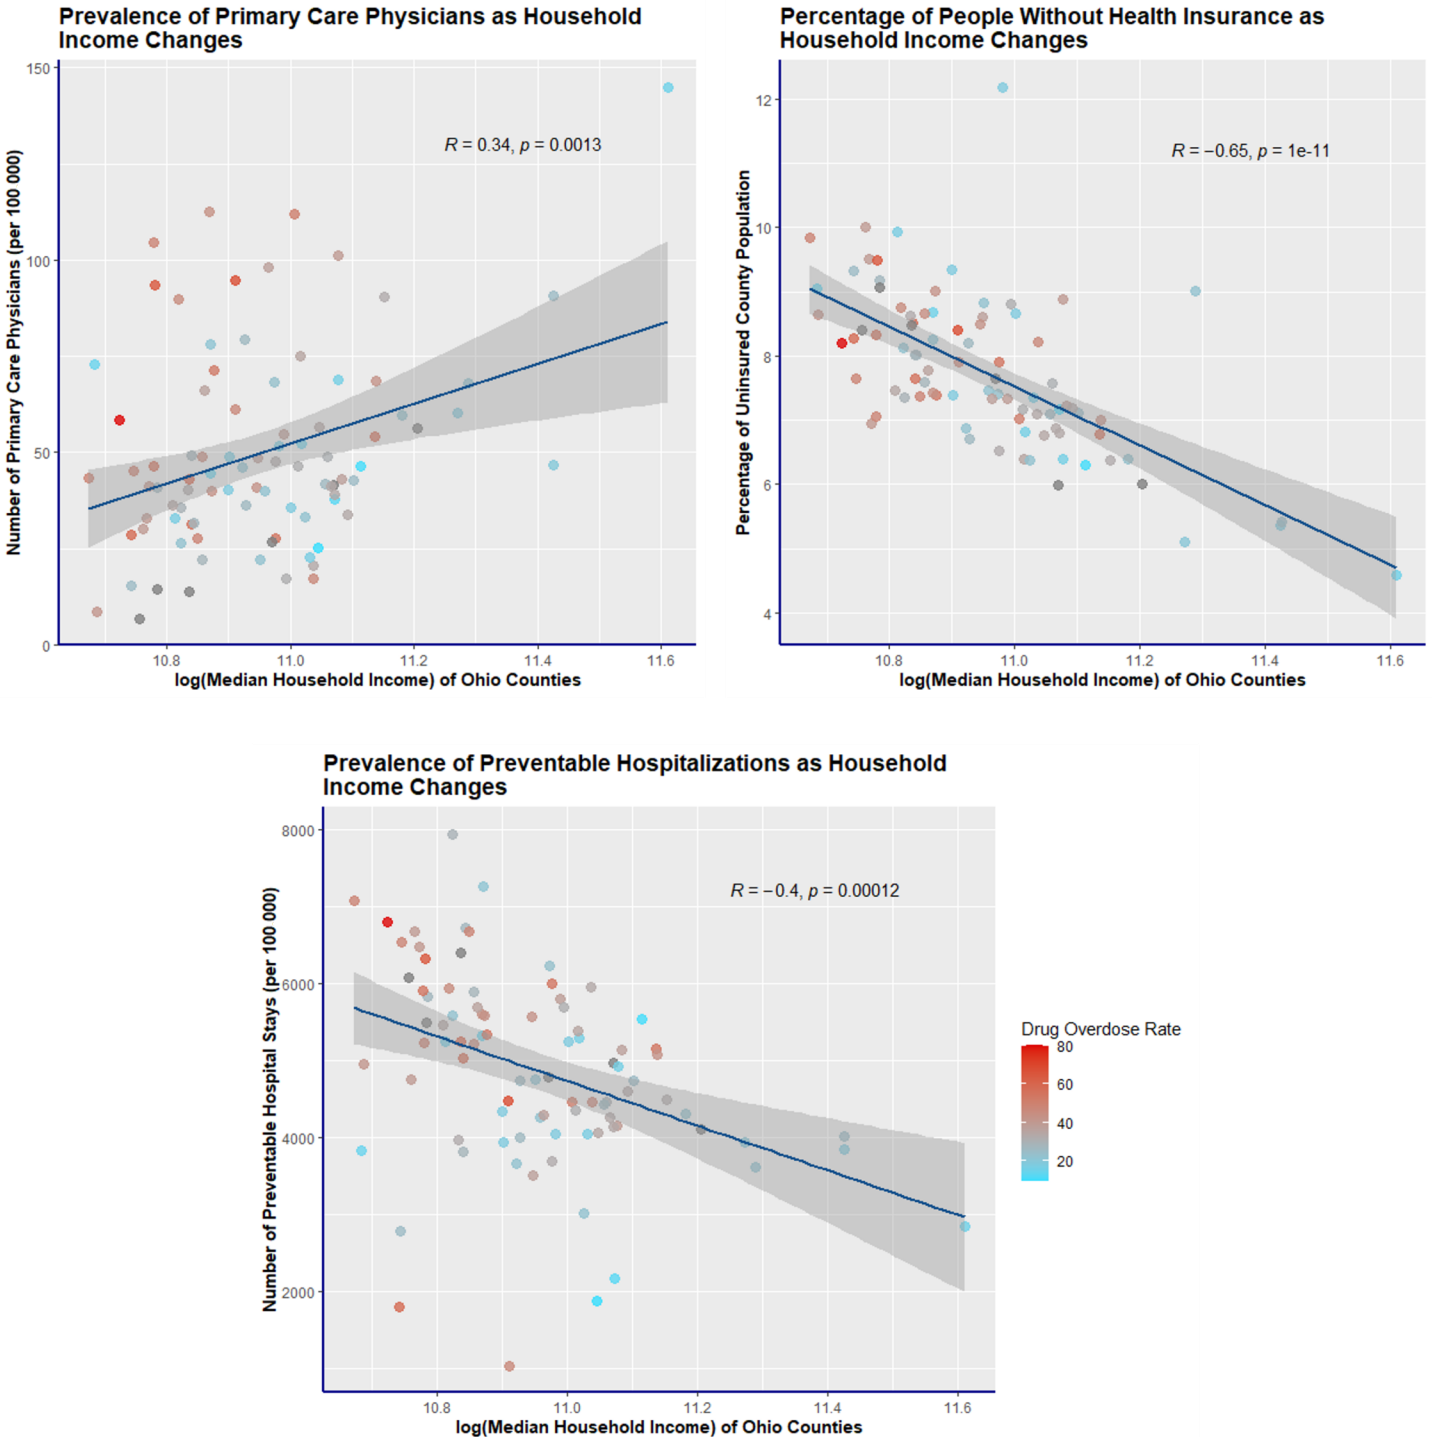 Prevalence of Primary Care Physicians as Household
Income Changes
Number of Primary Care Physicians (per 100 000)
150
100
50
0
R = 0.34, p = 0.0013
10.8 11.0 11.2 11.4 11.6
log(Median Household Income) of Ohio Counties
Percentage of People Without Health Insurance as
Household Income Changes
Percentage of Uninsured County Population
12
10
8
6
4
R = −0.65, p = 1e-11
10.8 11.0 11.2 11.4 11.6
log(Median Household Income) of Ohio Counties
Prevalence of Preventable Hospitalizations as Household
Income Changes
Number of Preventable Hospital Stays (per 100 000)
8000
6000
4000
2000
R = −0.4, p = 0.00012
10.8 11.0 11.2 11.4 11.6
log(Median Household Income) of Ohio Counties
Drug Overdose Rate
80
60
40
20